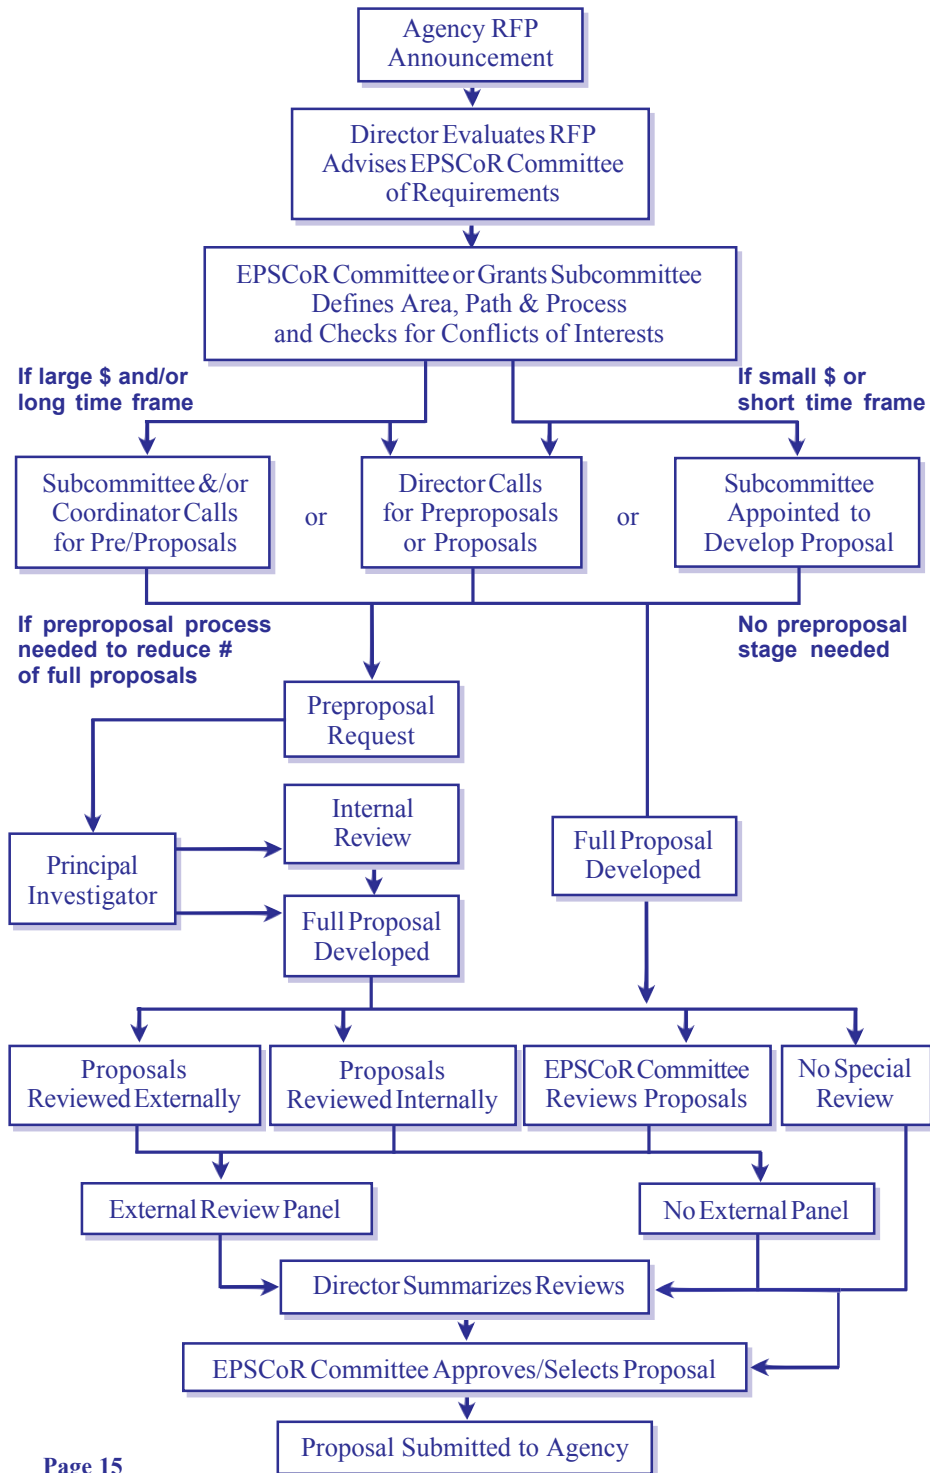 Agency RFP
Announcement
Director Evaluates RFP
Advises EPSCoR Committee
of Requirements
EPSCoR Committee or Grants Subcommittee
Defines Area, Path & Process
and Checks for Conflicts of Interests
If large $ and/or
long time frame
If small $ or
short time frame
Subcommittee &/or
Coordinator Calls
for Pre/Proposals
or
Director Calls
for Preproposals
or Proposals
or
Subcommittee
Appointed to
Develop Proposal
If preproposal process
needed to reduce #
of full proposals
No preproposal
stage needed
Preproposal
Request
Internal
Review
Principal
Investigator
Full Proposal
Developed
Full Proposal
Developed
Proposals
Reviewed Externally
Proposals
Reviewed Internally
EPSCoR Committee
Reviews Proposals
No Special
Review
External Review Panel
No External Panel
Director Summarizes Reviews
EPSCoR Committee Approves/Selects Proposal
Proposal Submitted to Agency
Page 15